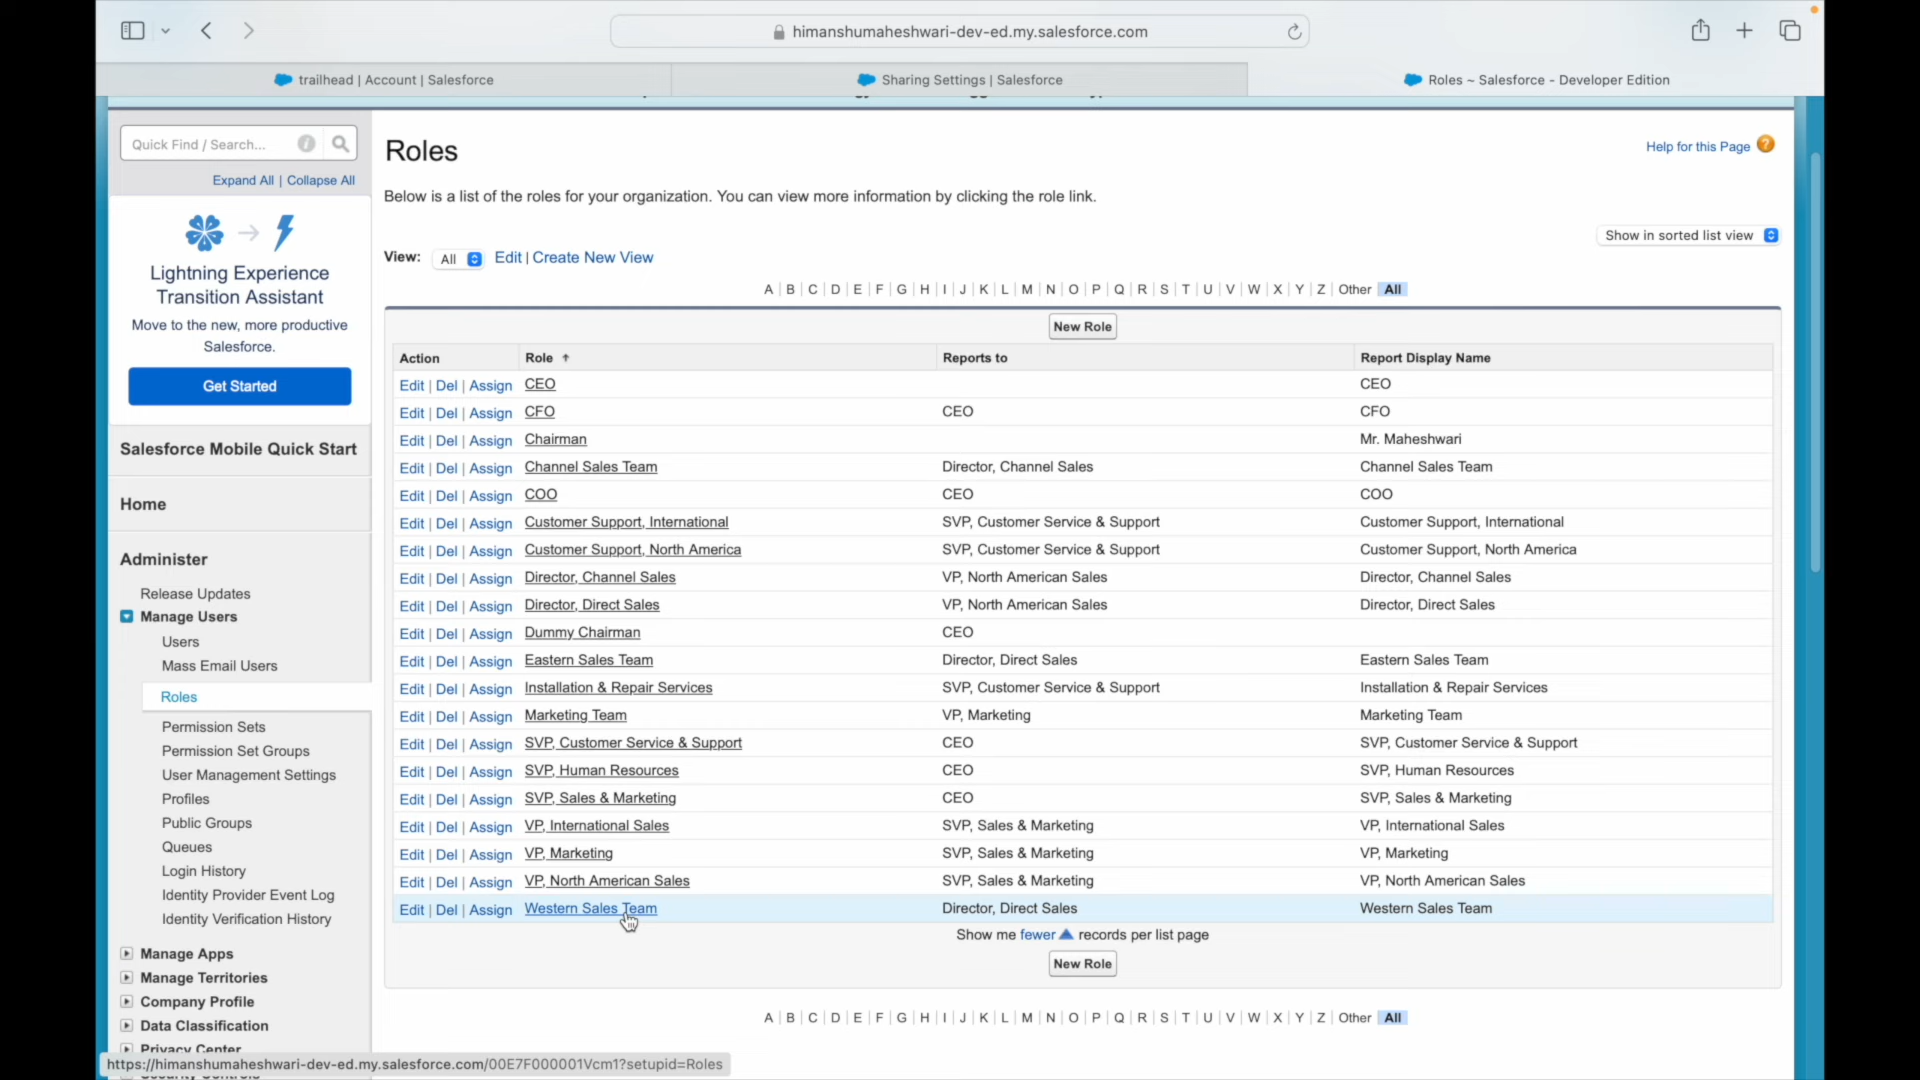 himanshumaheshwari-dev-ed.my.salesforce.com
trailhead | Account | Salesforce
Sharing Settings | Salesforce
Roles ~ Salesforce - Developer Edition
Quick Find / Search...
Expand All | Collapse All
Lightning Experience
Transition Assistant
Move to the new, more productive
Salesforce.
Get Started
Salesforce Mobile Quick Start
Home
Administer
Release Updates
Manage Users
Users
Mass Email Users
Roles
Permission Sets
Permission Set Groups
User Management Settings
Profiles
Public Groups
Queues
Login History
Identity Provider Event Log
Identity Verification History
Manage Apps
Manage Territories
Company Profile
Data Classification
Privacy Center
Roles
Help for this Page ?
Below is a list of the roles for your organization. You can view more information by clicking the role link.
Show in sorted list view
View: All Edit | Create New View
A | B | C | D | E | F | G | H | I | J | K | L | M | N | O | P | Q | R | S | T | U | V | W | X | Y | Z | Other All
New Role
Action Role Reports to Report Display Name
Edit | Del | Assign CEO CEO
Edit | Del | Assign CFO CEO CFO
Edit | Del | Assign Chairman Mr. Maheshwari
Edit | Del | Assign Channel Sales Team Director, Channel Sales Channel Sales Team
Edit | Del | Assign COO CEO COO
Edit | Del | Assign Customer Support, International SVP, Customer Service & Support Customer Support, International
Edit | Del | Assign Customer Support, North America SVP, Customer Service & Support Customer Support, North America
Edit | Del | Assign Director, Channel Sales VP, North American Sales Director, Channel Sales
Edit | Del | Assign Director, Direct Sales VP, North American Sales Director, Direct Sales
Edit | Del | Assign Dummy Chairman CEO
Edit | Del | Assign Eastern Sales Team Director, Direct Sales Eastern Sales Team
Edit | Del | Assign Installation & Repair Services SVP, Customer Service & Support Installation & Repair Services
Edit | Del | Assign Marketing Team VP, Marketing Marketing Team
Edit | Del | Assign SVP, Customer Service & Support CEO SVP, Customer Service & Support
Edit | Del | Assign SVP, Human Resources CEO SVP, Human Resources
Edit | Del | Assign SVP, Sales & Marketing CEO SVP, Sales & Marketing
Edit | Del | Assign VP, International Sales SVP, Sales & Marketing VP, International Sales
Edit | Del | Assign VP, Marketing SVP, Sales & Marketing VP, Marketing
Edit | Del | Assign VP, North American Sales SVP, Sales & Marketing VP, North American Sales
Edit | Del | Assign Western Sales Team Director, Direct Sales Western Sales Team
Show me fewer records per list page
New Role
A | B | C | D | E | F | G | H | I | J | K | L | M | N | O | P | Q | R | S | T | U | V | W | X | Y | Z | Other All
https://himanshumaheshwari-dev-ed.my.salesforce.com/00E7F000001Vcm1?setupid=Roles